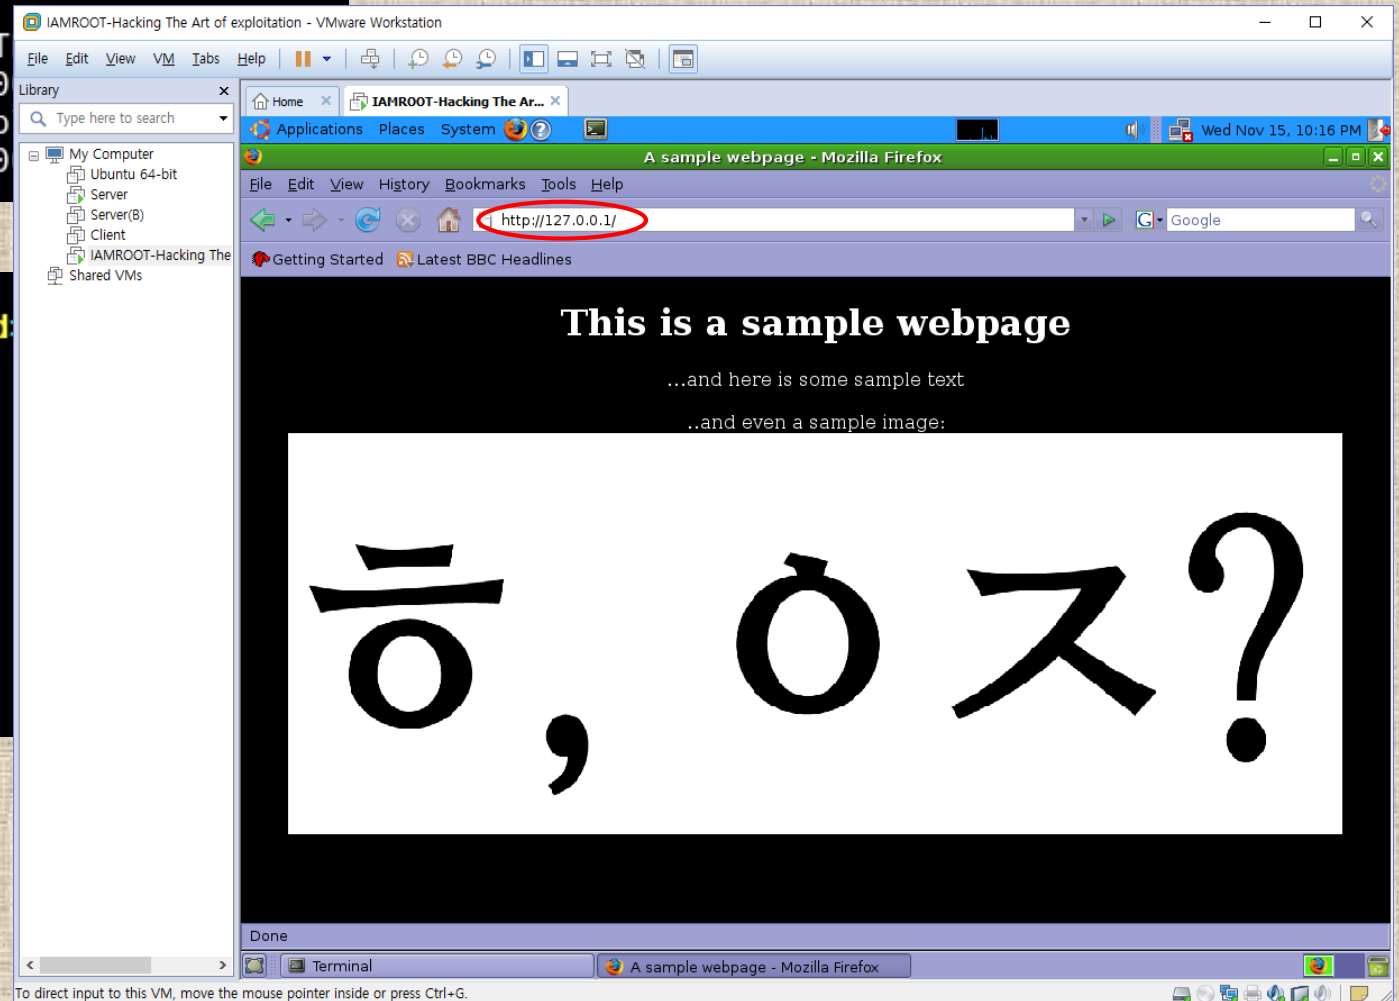 IAMROOT-Hacking The Art of exploitation - VMware Workstation
File Edit View VM Tabs Help
Library
Type here to search
My Computer
Ubuntu 64-bit
Server
Server(B)
Client
IAMROOT-Hacking The
Shared VMs
Home IAMROOT-Hacking The Ar...
Applications Places System Wed Nov 15, 10:16 PM
A sample webpage - Mozilla Firefox
File Edit View History Bookmarks Tools Help
http://127.0.0.1/ G Google
Getting Started Latest BBC Headlines
This is a sample webpage
...and here is some sample text
..and even a sample image:
ㅎ, ㅇㅈ?
Done
Terminal A sample webpage - Mozilla Firefox
To direct input to this VM, move the mouse pointer inside or press Ctrl+G.